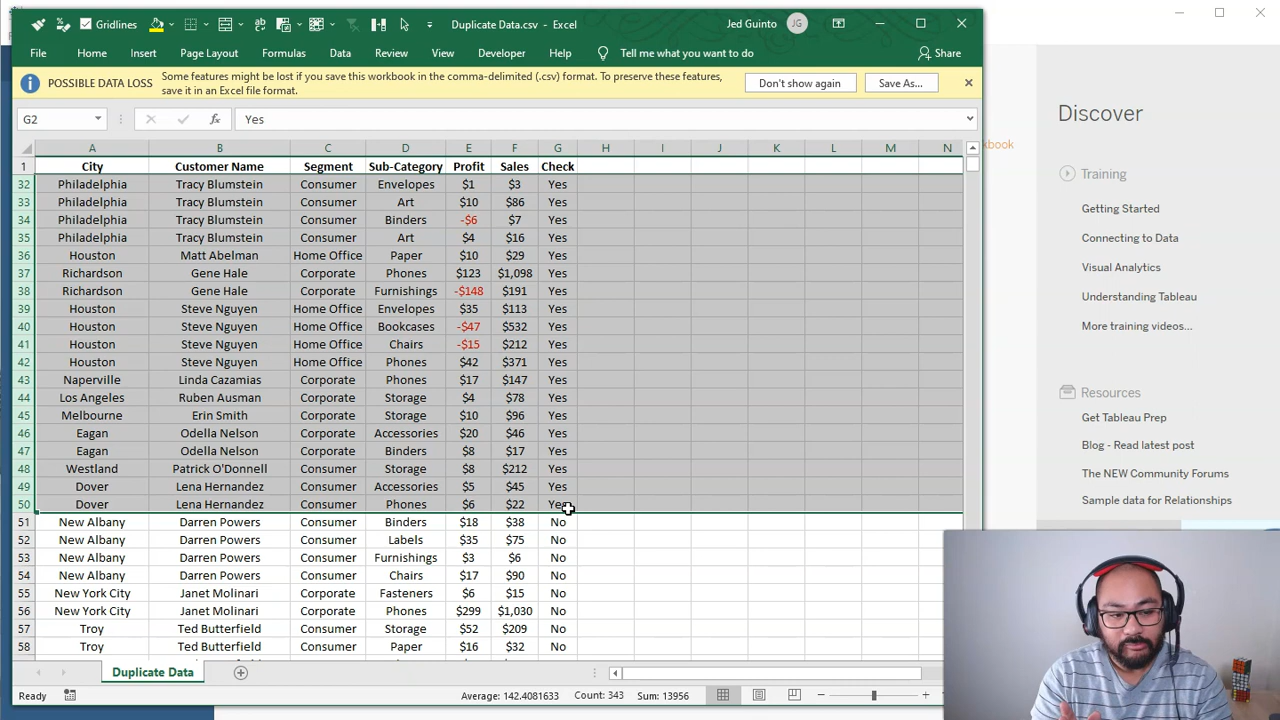 Gridlines
Duplicate Data.csv - Excel
Jed Guinto JG
File Home Insert Page Layout Formulas Data Review View Developer Help Tell me what you want to do Share
POSSIBLE DATA LOSS Some features might be lost if you save this workbook in the comma-delimited (.csv) format. To preserve these features,
save it in an Excel file format.
Don't show again
Save As...
G2
fx Yes
A B C D E F G H I J K L M N
1 City Customer Name Segment Sub-Category Profit Sales Check
32 Philadelphia Tracy Blumstein Consumer Envelopes $1 $3 Yes
33 Philadelphia Tracy Blumstein Consumer Art $10 $86 Yes
34 Philadelphia Tracy Blumstein Consumer Binders -$6 $7 Yes
35 Philadelphia Tracy Blumstein Consumer Art $4 $16 Yes
36 Houston Matt Abelman Home Office Paper $10 $29 Yes
37 Richardson Gene Hale Corporate Phones $123 $1,098 Yes
38 Richardson Gene Hale Corporate Furnishings -$148 $191 Yes
39 Houston Steve Nguyen Home Office Envelopes $35 $113 Yes
40 Houston Steve Nguyen Home Office Bookcases -$47 $532 Yes
41 Houston Steve Nguyen Home Office Chairs -$15 $212 Yes
42 Houston Steve Nguyen Home Office Phones $42 $371 Yes
43 Naperville Linda Cazamias Corporate Phones $17 $147 Yes
44 Los Angeles Ruben Ausman Corporate Storage $4 $78 Yes
45 Melbourne Erin Smith Corporate Storage $10 $96 Yes
46 Eagan Odella Nelson Corporate Accessories $20 $46 Yes
47 Eagan Odella Nelson Corporate Binders $8 $17 Yes
48 Westland Patrick O'Donnell Consumer Storage $8 $212 Yes
49 Dover Lena Hernandez Consumer Accessories $5 $45 Yes
50 Dover Lena Hernandez Consumer Phones $6 $22 Yes
51 New Albany Darren Powers Consumer Binders $18 $38 No
52 New Albany Darren Powers Consumer Labels $35 $75 No
53 New Albany Darren Powers Consumer Furnishings $3 $6 No
54 New Albany Darren Powers Consumer Chairs $17 $90 No
55 New York City Janet Molinari Corporate Fasteners $6 $15 No
56 New York City Janet Molinari Corporate Phones $299 $1,030 No
57 Troy Ted Butterfield Consumer Storage $52 $209 No
58 Troy Ted Butterfield Consumer Paper $16 $32 No
Duplicate Data
Ready
Average: 142.4081633 Count: 343 Sum: 13956
kbook
Discover
Training
Getting Started
Connecting to Data
Visual Analytics
Understanding Tableau
More training videos...
Resources
Get Tableau Prep
Blog - Read latest post
The NEW Community Forums
Sample data for Residences